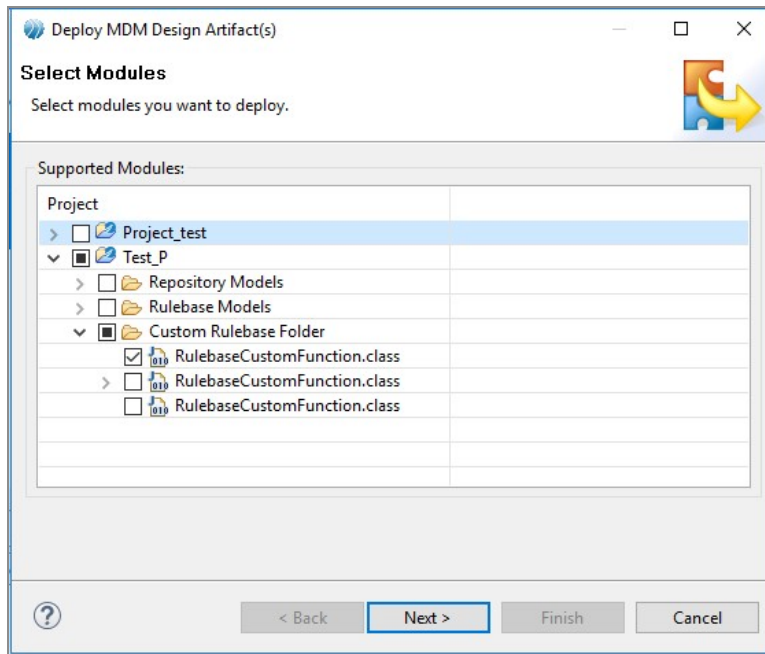 Deploy MDM Design Artifact(s)
Select Modules
Select modules you want to deploy.
Supported Modules:
Project
Project_test
Test_P
Repository Models
Rulebase Models
Custom Rulebase Folder
RulebaseCustomFunction.class
RulebaseCustomFunction.class
RulebaseCustomFunction.class
< Back
Next >
Finish
Cancel